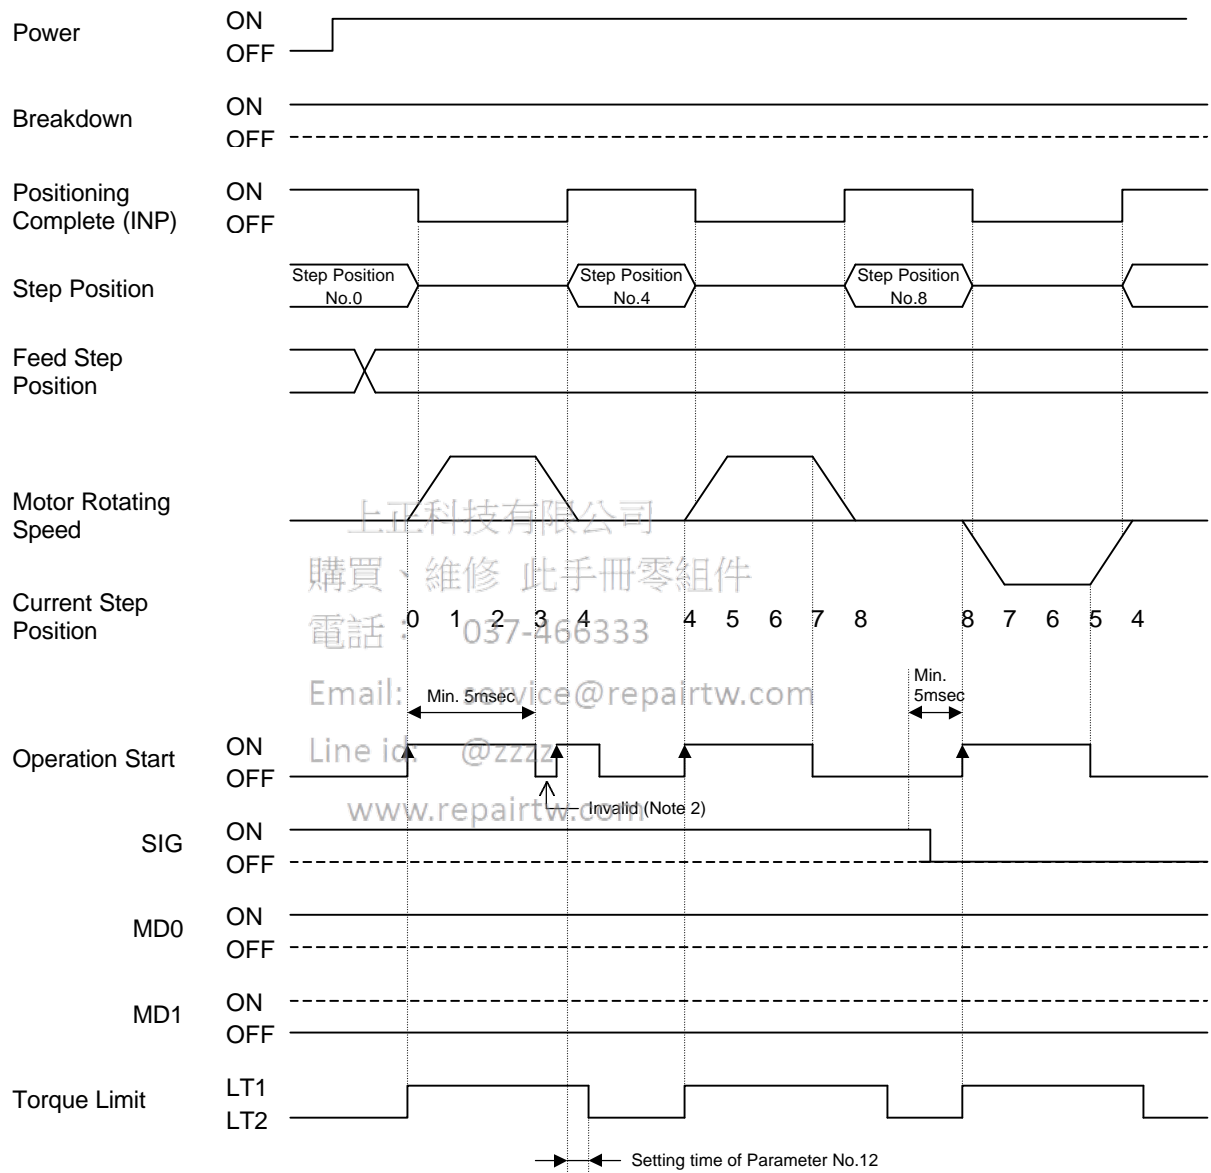 Power
ON
OFF
Breakdown
ON
OFF
Positioning
Complete (INP)
ON
OFF
Step Position
Step Position
No.0
Step Position
No.4
Step Position
No.8
Feed Step
Position
Motor Rotating
Speed
上正科技有限公司
購買、維修 此手冊零組件
Current Step
Position
0 1 2 3 4 4 5 6 7 8 8 7 6 5 4
電話： 037-466333
Email: service@repairtw.com
Min. 5msec
Min.
5msec
Operation Start
ON
OFF
Line id: @zzzz
www.repairtw.com
Invalid (Note 2)
SIG
ON
OFF
MD0
ON
OFF
MD1
ON
OFF
Torque Limit
LT1
LT2
Setting time of Parameter No.12